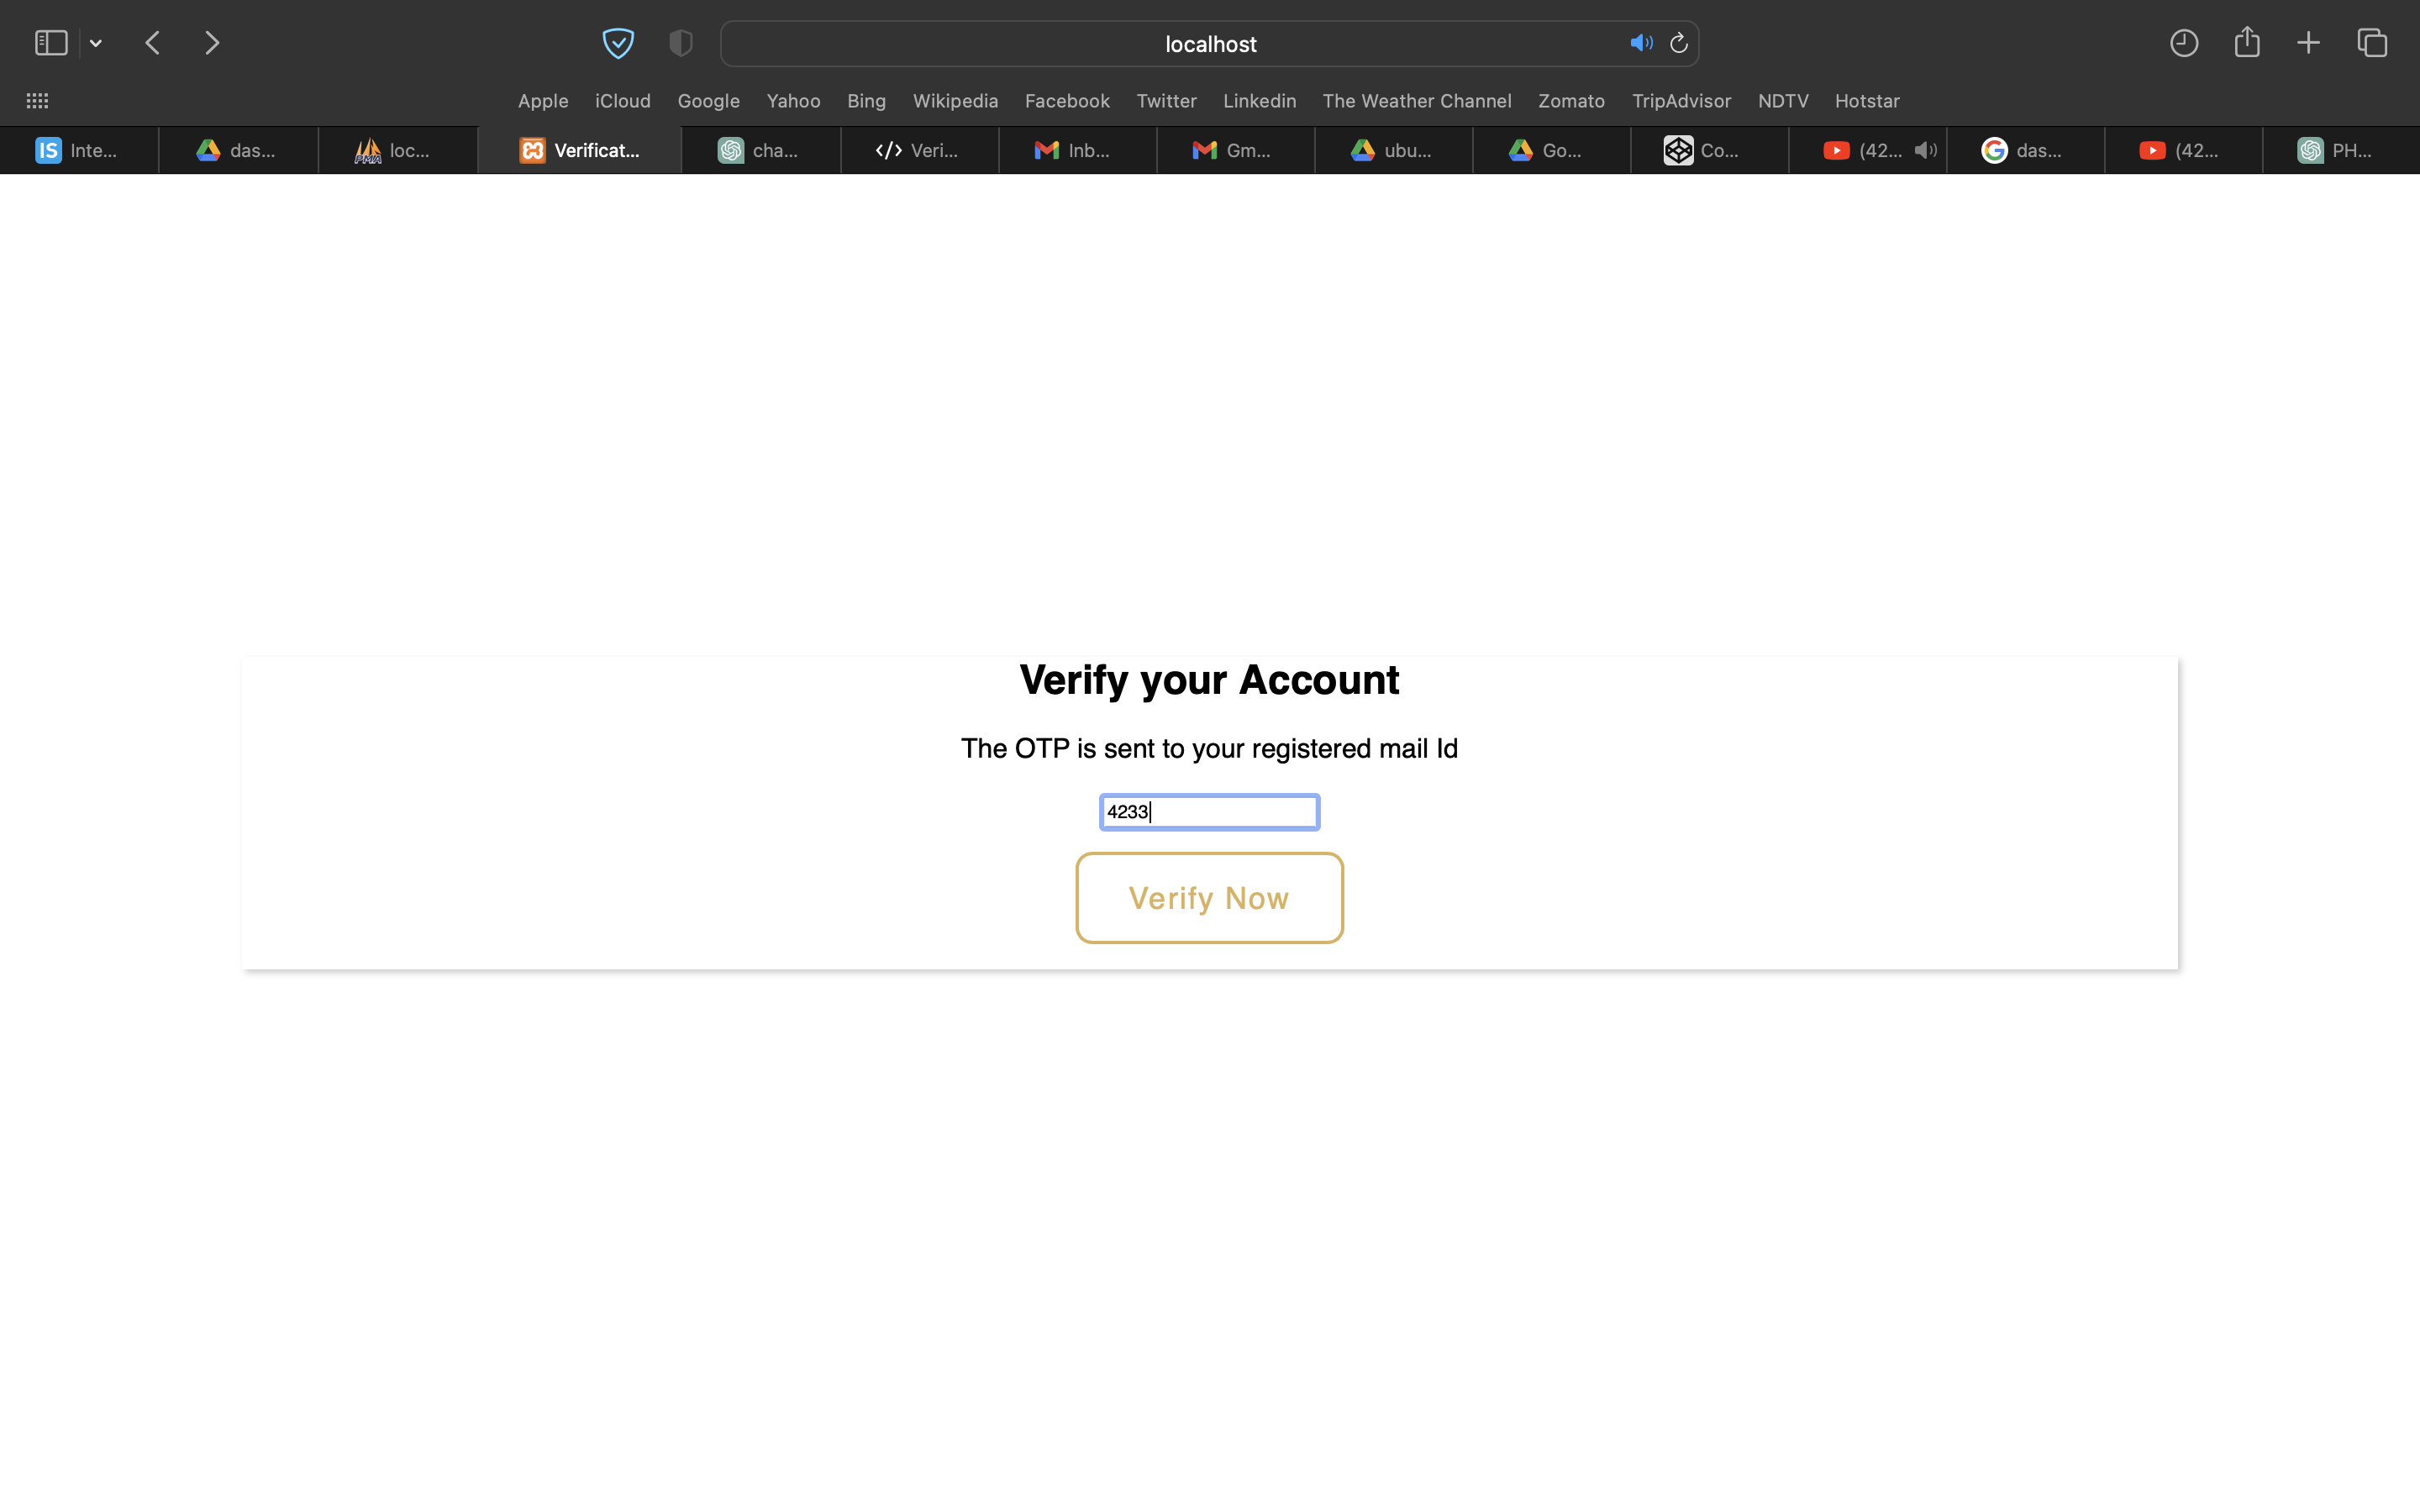 localhost
Apple iCloud Google Yahoo Bing Wikipedia Facebook Twitter Linkedin The Weather Channel Zomato TripAdvisor NDTV Hotstar
IS Inte... das... PMA loc... Verificat... cha... </> Veri... Inb... Gm... ubu... Go... Co... (42... das... (42... PH...
Verify your Account
The OTP is sent to your registered mail Id
4233
Verify Now